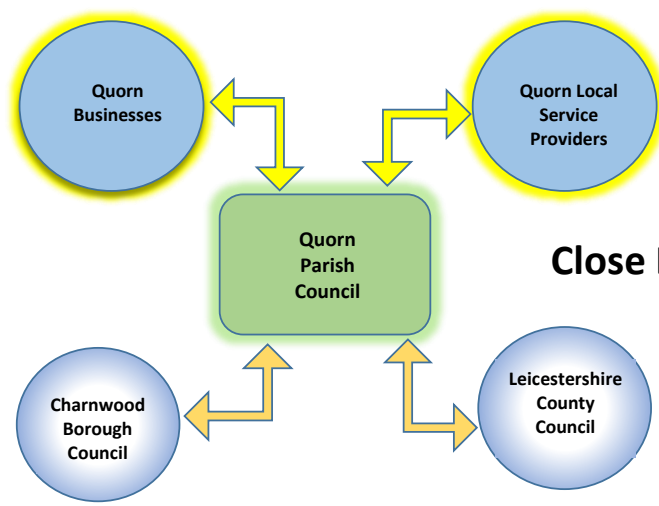 Quorn
Businesses
Quorn Local
Service
Providers
Quorn
Parish
Council
Close
Charnwood
Borough
Council
Leicestershire
County
Council